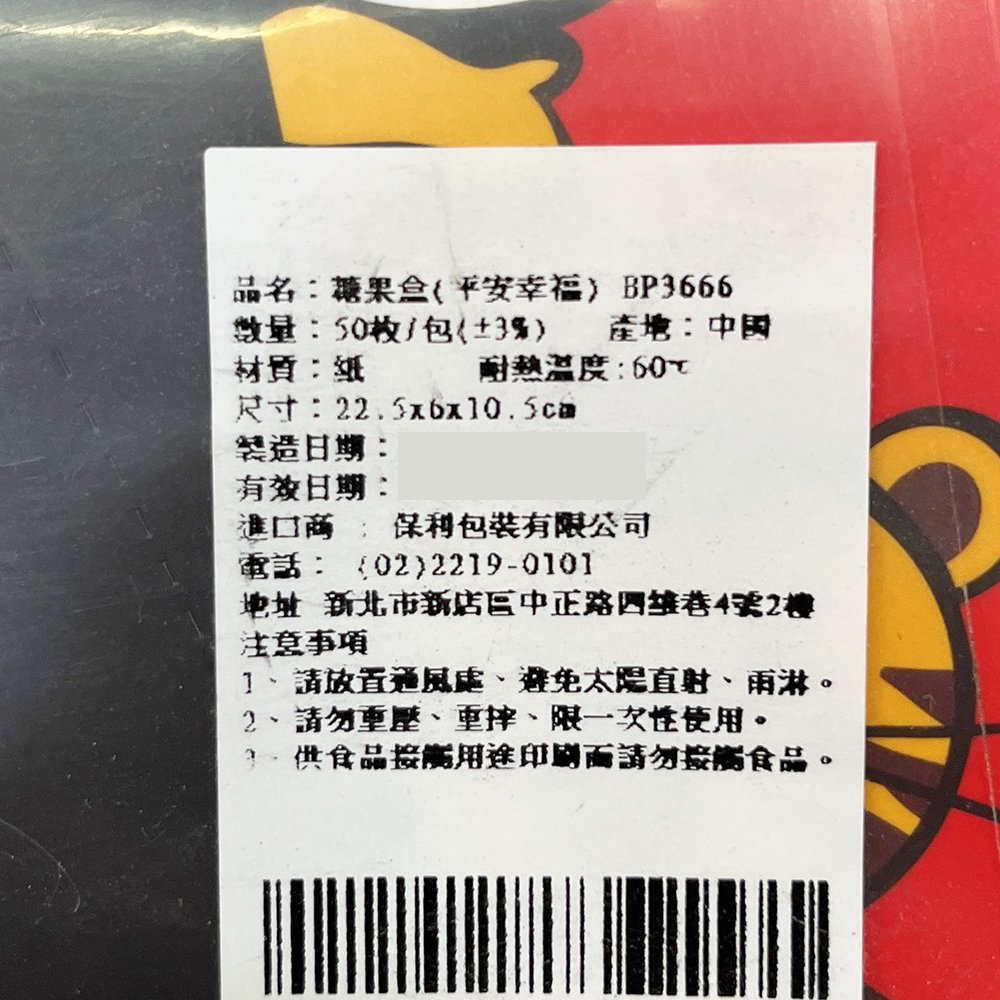 品名：糖果盒(平安幸福) BP3666
數量：50枚/包(±3%) 產地：中國
材質：紙 耐熱溫度:60℃
尺寸：22.5x6x10.5cm
製造日期：
有效日期：
進口商 ： 保利包裝有限公司
電話： (02)2219-0101
地址 新北市新店區中正路四維巷4號2樓
注意事項
1、請放置通風處、避免太陽直射、雨淋。
2、請勿重壓、重摔、限一次性使用。
3、供食品接觸用途印刷面請勿接觸食品。